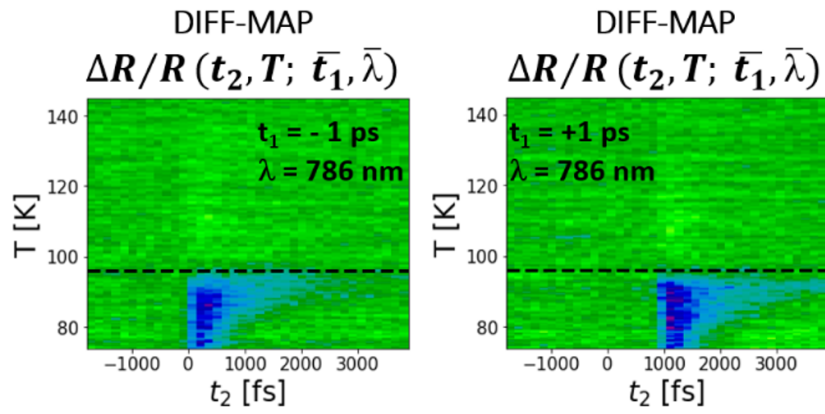 DIFF-MAP
ΔR/R (t₂, T; t̄₁, λ̄)
t₁ = - 1 ps
λ = 786 nm
140
120
100
80
T [K]
−1000 0 1000 2000 3000
t₂ [fs]
DIFF-MAP
ΔR/R (t₂, T; t̄₁, λ̄)
t₁ = +1 ps
λ = 786 nm
140
120
100
80
T [K]
−1000 0 1000 2000 3000
t₂ [fs]